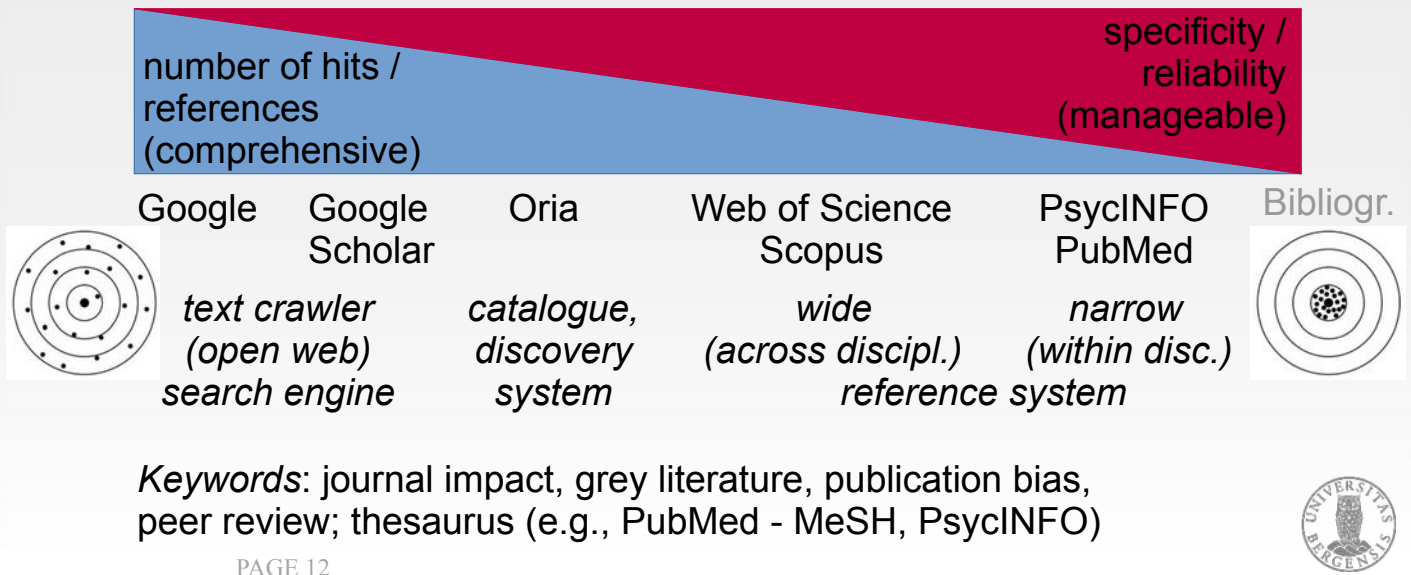 number of hits /
references
(comprehensive)
specificity /
reliability
(manageable)
Google
Google
Scholar
Oria
Web of Science
Scopus
PsycINFO
PubMed
Bibliogr.
text crawler
(open web)
search engine
catalogue,
discovery
system
wide
(across discipl.)
narrow
(within disc.)
reference system
Keywords: journal impact, grey literature, publication bias,
peer review; thesaurus (e.g., PubMed - MeSH, PsycINFO)
PAGE 12
UNIVERSITAS
BERGENSIS